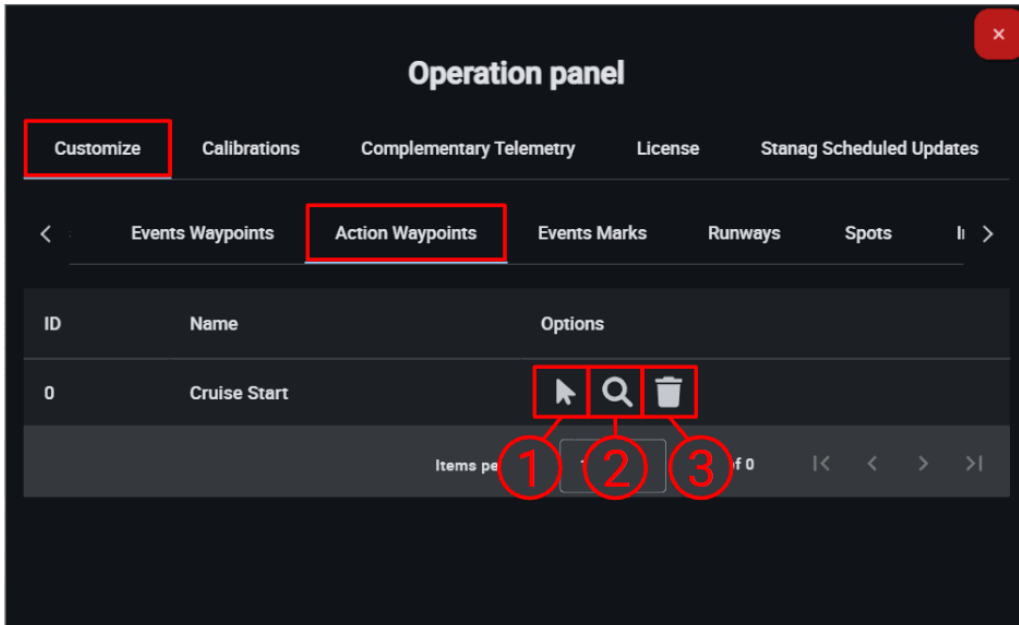 ×
Operation panel
Customize Calibrations Complementary Telemetry License Stanag Scheduled Updates
Events Waypoints Action Waypoints Events Marks Runways Spots
ID Name Options
0 Cruise Start
Items pe of 0
1 2 3